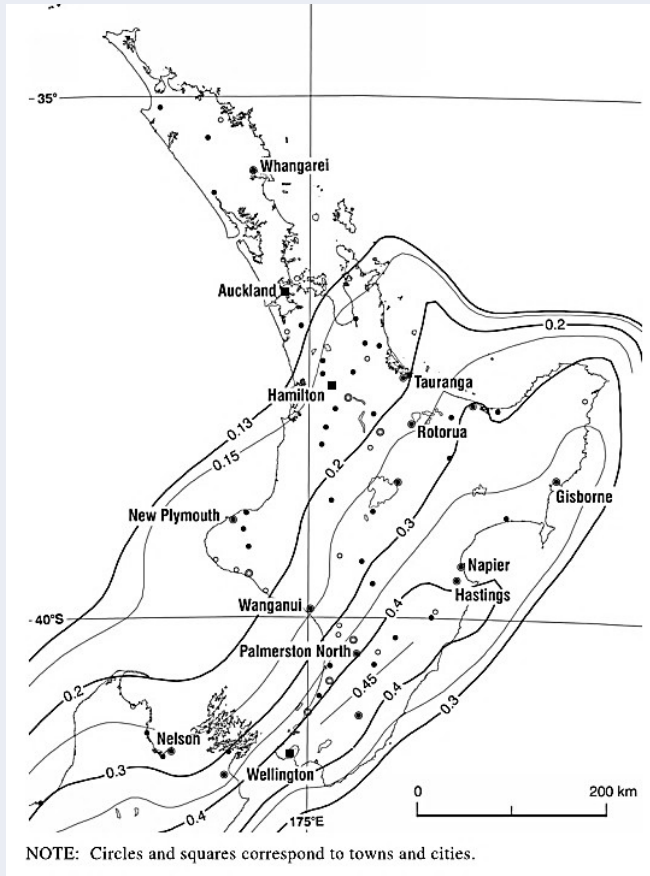 35°
Whangarei
Auckland
0.2
Tauranga
Hamilton
0.13
Rotorua
0.15
0.2
Gisborne
New Plymouth
0.3
Napier
Hastings
Wanganui
0.4
40°S
Palmerston North
0.45
0.2
0.4
0.3
Nelson
0.3
Wellington
0 200 km
0.4
175°E
NOTE: Circles and squares correspond to towns and cities.